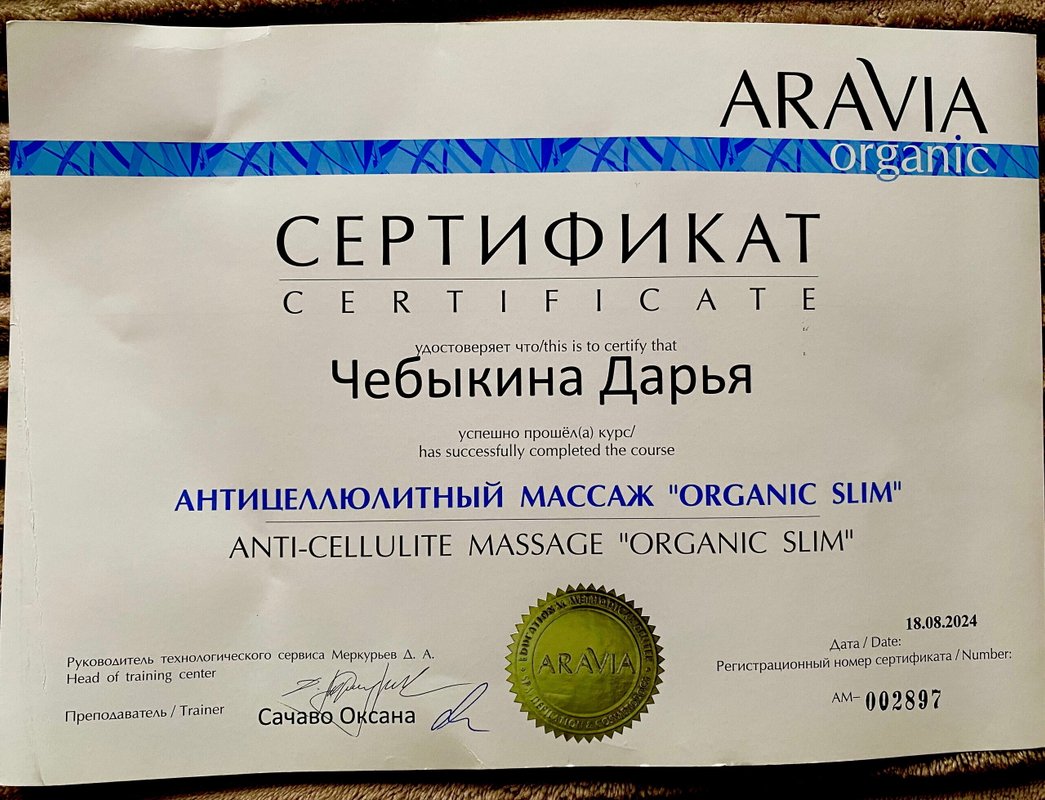 ARAVIA
organic
СЕРТИФИКАТ
CERTIFICATE
удостоверяет что/this is to certify that
Чебыкина Дарья
успешно прошёл(а) курс/
has successfully completed the course
АНТИЦЕЛЛЮЛИТНЫЙ МАССАЖ "ORGANIC SLIM"
ANTI-CELLULITE MASSAGE "ORGANIC SLIM"
18.08.2024
Дата / Date:
Регистрационный номер сертификата / Number:
АМ– 002897
Руководитель технологического сервиса Меркурьев Д. А.
Head of training center
Преподаватель / Trainer
Сачаво Оксана
ARAVIA